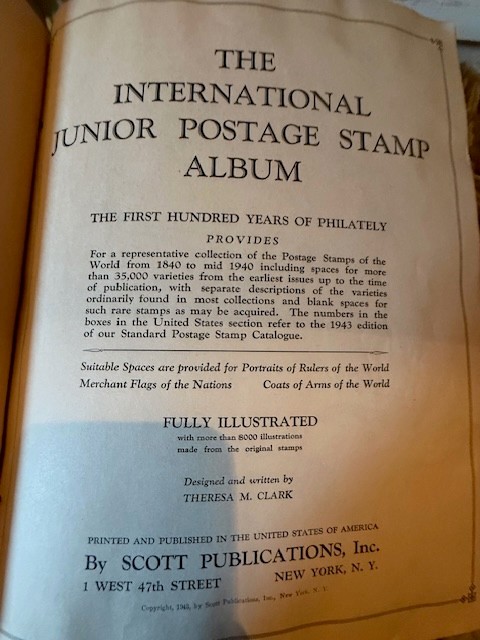 THE
INTERNATIONAL
JUNIOR POSTAGE STAMP
ALBUM
THE FIRST HUNDRED YEARS OF PHILATELY
PROVIDES
For a representative collection of the Postage Stamps of the
World from 1840 to mid 1940 including spaces for more
than 35,000 varieties from the earliest issues up to the time
of publication, with separate descriptions of the varieties
ordinarily found in most collections and blank spaces for
such rare stamps as may be acquired. The numbers in the
boxes in the United States section refer to the 1943 edition
of our Standard Postage Stamp Catalogue.
Suitable Spaces are provided for Portraits of Rulers of the World
Merchant Flags of the Nations Coats of Arms of the World
FULLY ILLUSTRATED
with more than 8000 illustrations
made from the original stamps
Designed and written by
THERESA M. CLARK
PRINTED AND PUBLISHED IN THE UNITED STATES OF AMERICA
By SCOTT PUBLICATIONS, Inc.
1 WEST 47th STREET NEW YORK, N. Y.
Copyright, by Scott Publications, Inc., New York, N. Y.